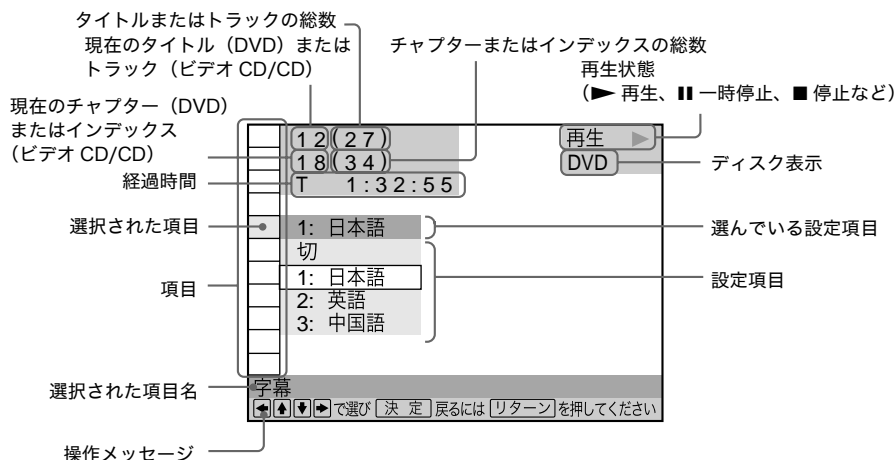 タイトルまたはトラックの総数
現在のタイトル（DVD）または
トラック（ビデオ CD/CD）
チャプターまたはインデックスの総数
再生状態
（▶ 再生、⏸ 一時停止、■ 停止など）
現在のチャプター（DVD）
またはインデックス
（ビデオ CD/CD）
12(27)
再生 ▶
18(34)
DVD
ディスク表示
経過時間
T 1:32:55
選択された項目
1: 日本語
選んでいる設定項目
切
項目
1: 日本語
設定項目
2: 英語
3: 中国語
選択された項目名
字幕
←↑↓→で選び 決 定 戻るには リターン を押してください
操作メッセージ